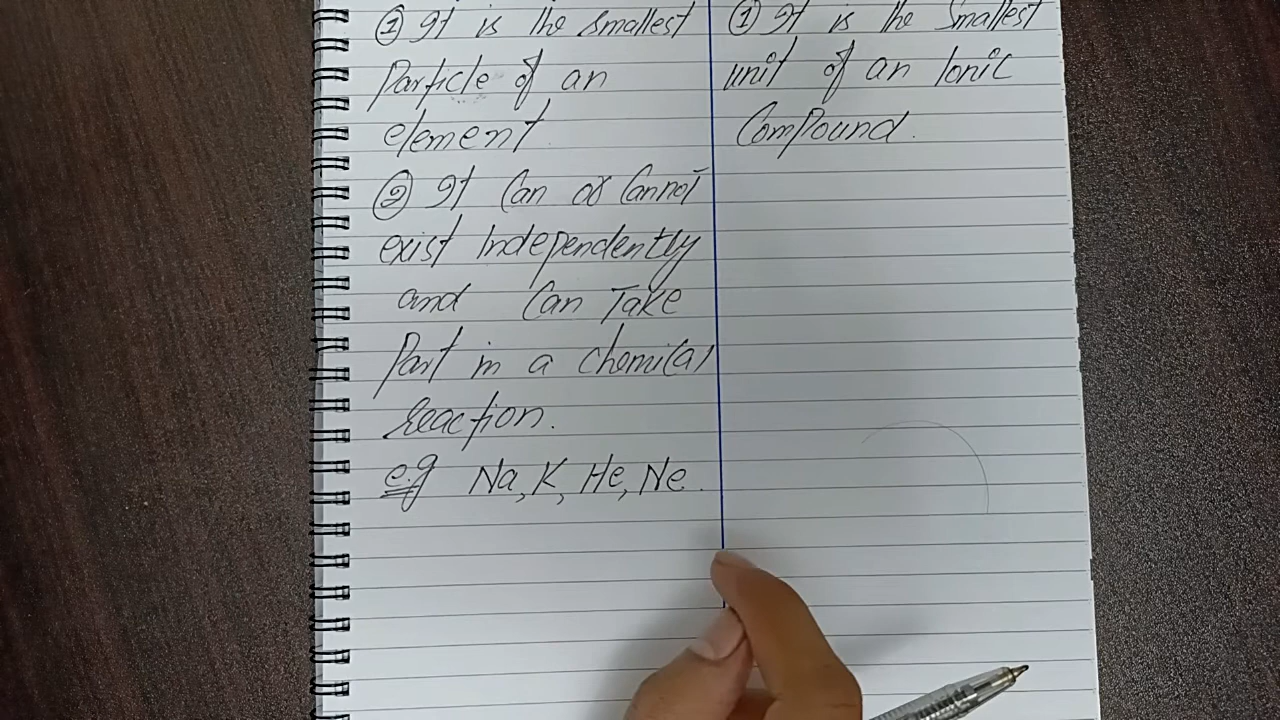 ① It is the smallest
Particle of an
element.
② It Can or Cannot
exist Independently
and Can Take
Part in a chemical
reaction.
e.g Na, K, He, Ne.
① It is the Smallest
unit of an Ionic
Compound.